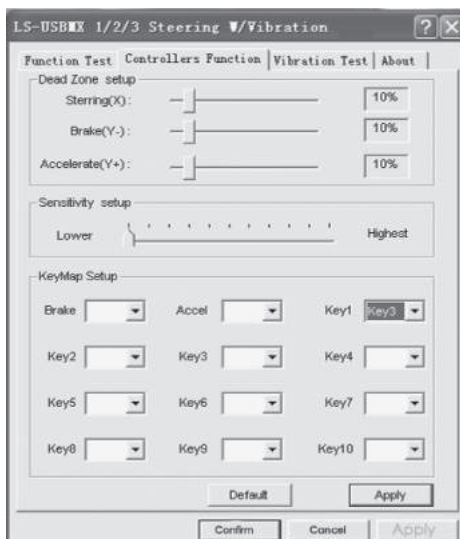 LS-USBMX 1/2/3 Steering W/Vibration ? X
Function Test Controllers Function Vibration Test About
Dead Zone setup
Sterring(X): 10%
Brake(Y-): 10%
Accelerate(Y+): 10%
Sensitivity setup
Lower Highest
KeyMap Setup
Brake Accel Key1 Key3
Key2 Key3 Key4
Key5 Key6 Key7
Key8 Key9 Key10
Default Apply
Confirm Cancel Apply